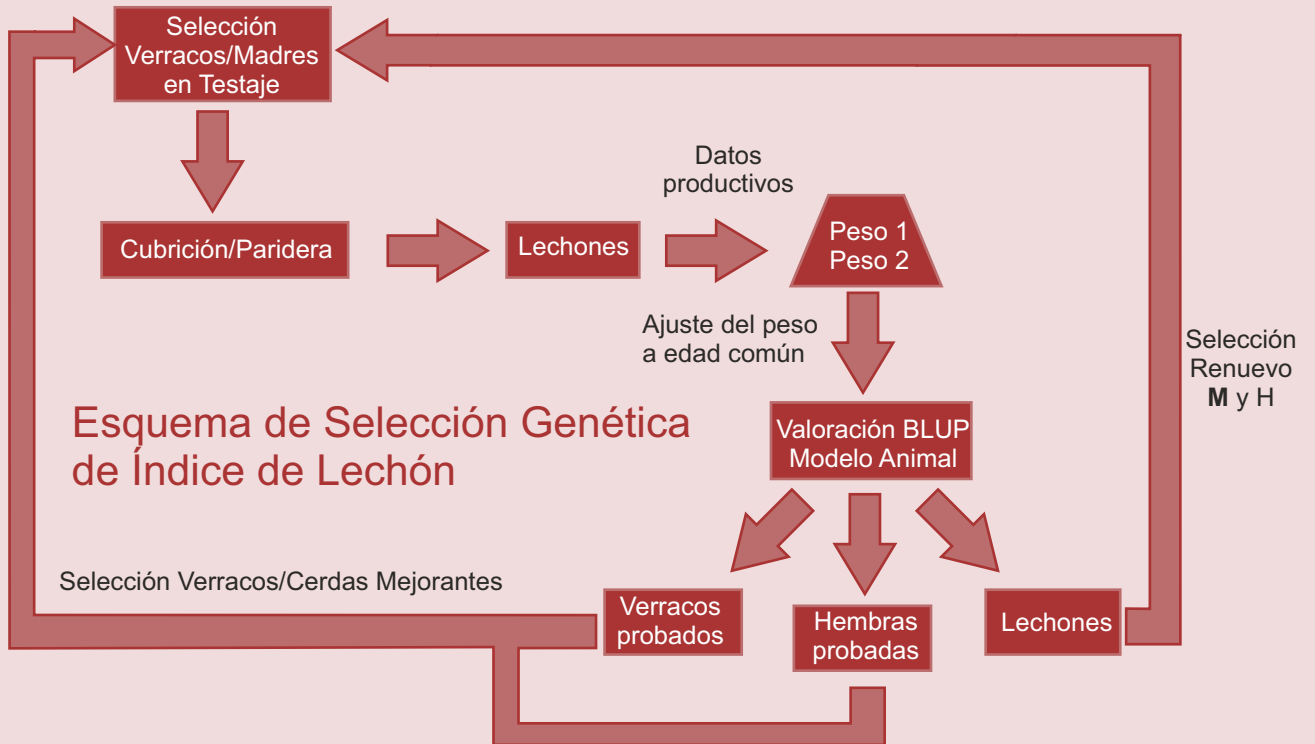 Selección
Verracos/Madres
en Testaje
Datos
productivos
Cubrición/Paridera
Lechones
Peso 1
Peso 2
Ajuste del peso
a edad común
Selección
Renuevo
M y H
Esquema de Selección Genética
de Índice de Lechón
Valoración BLUP
Modelo Animal
Selección Verracos/Cerdas Mejorantes
Verracos
probados
Hembras
probadas
Lechones